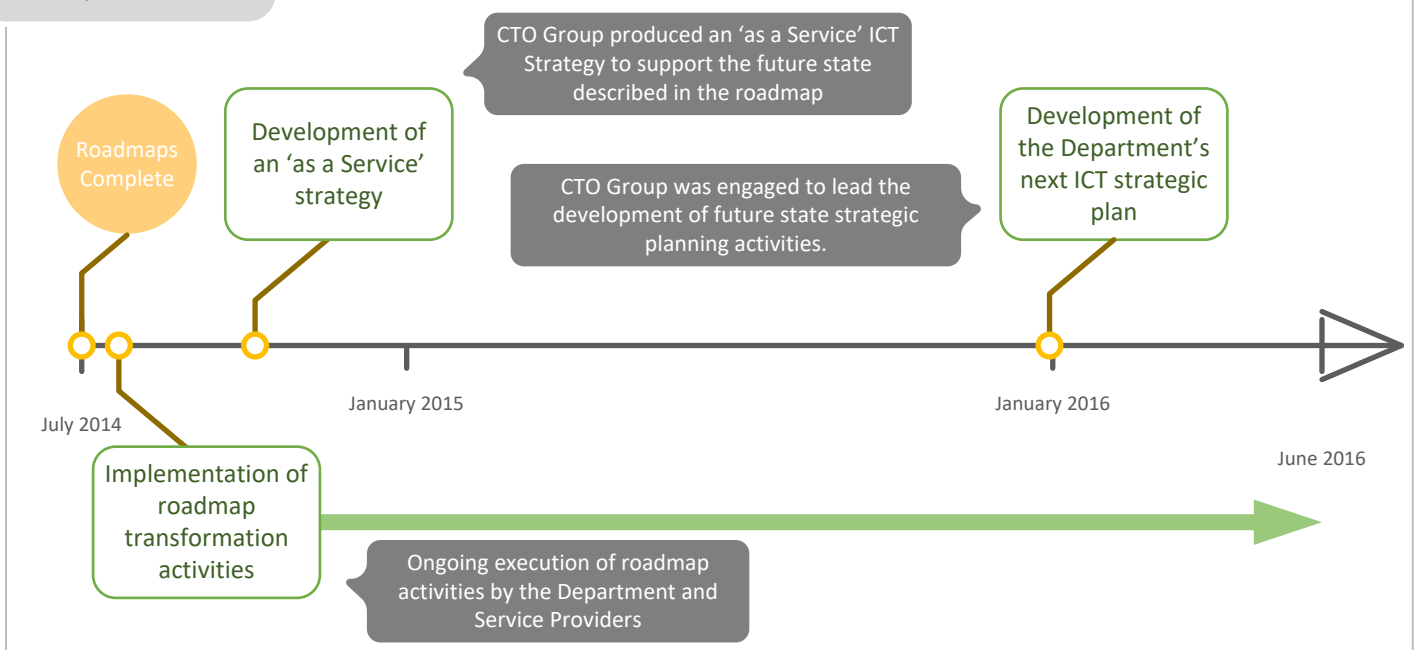 CTO Group produced an ‘as a Service’ ICT
Strategy to support the future state
described in the roadmap
Roadmaps
Complete
Development of
an ‘as a Service’
strategy
Development of
the Department’s
next ICT strategic
plan
CTO Group was engaged to lead the
development of future state strategic
planning activities.
July 2014
January 2015
January 2016
June 2016
Implementation of
roadmap
transformation
activities
Ongoing execution of roadmap
activities by the Department and
Service Providers